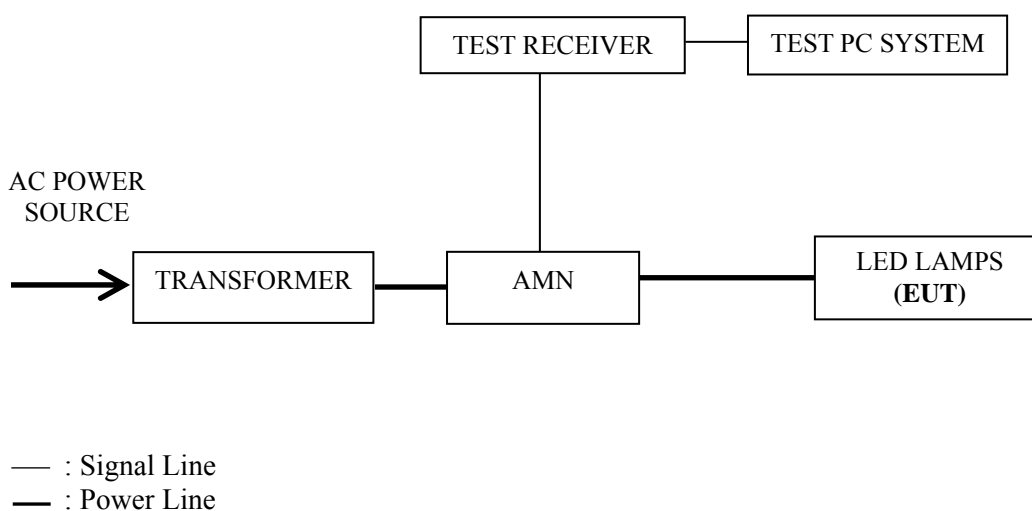 TEST RECEIVER
TEST PC SYSTEM
AC POWER
SOURCE
TRANSFORMER
AMN
LED LAMPS
(EUT)
: Signal Line
: Power Line